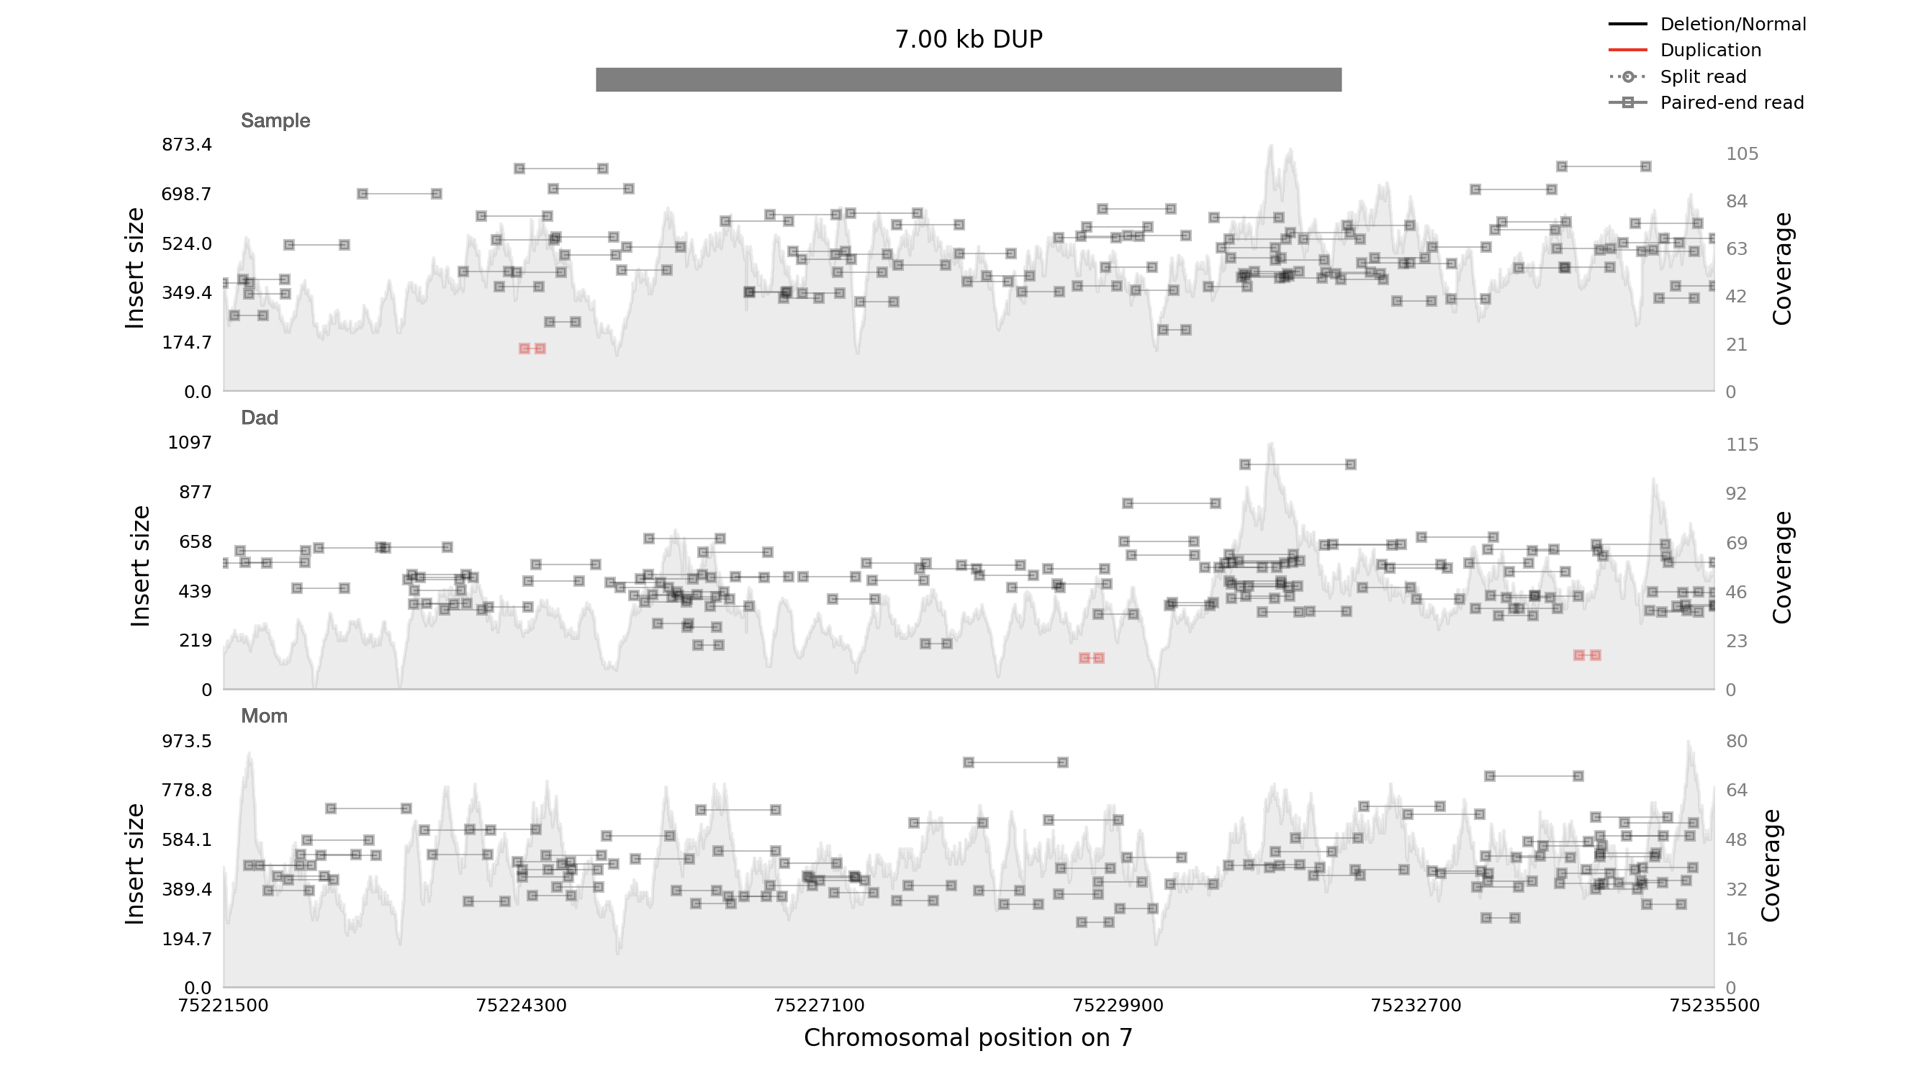 7.00 kb DUP
Deletion/Normal
Duplication
Split read
Paired-end read
Sample
873.4
698.7
524.0
349.4
174.7
0.0
Insert size
105
84
63
42
21
0
Coverage
Dad
1097
877
658
439
219
0
Insert size
115
92
69
46
23
0
Coverage
Mom
973.5
778.8
584.1
389.4
194.7
0.0
Insert size
80
64
48
32
16
0
Coverage
75221500 75224300 75227100 75229900 75232700 75235500
Chromosomal position on 7